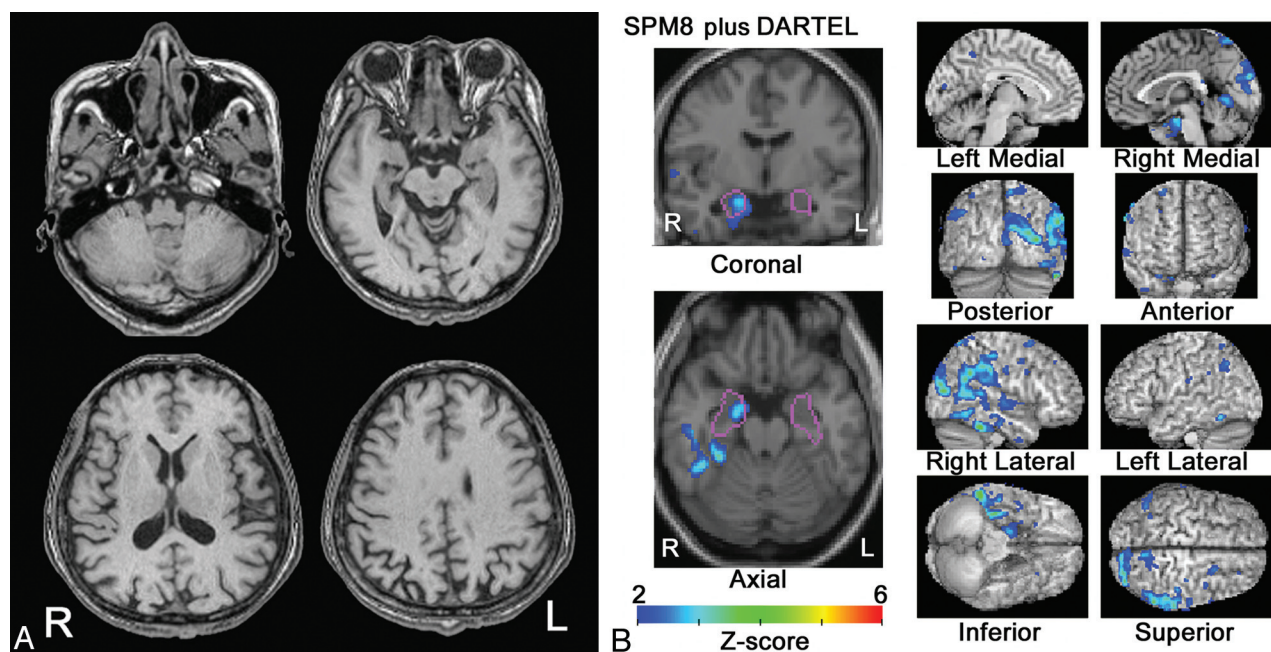 A
R
L
SPM8 plus DARTEL
R L
Coronal
R L
Axial
2 6
Z-score
B
Left Medial Right Medial
Posterior Anterior
Right Lateral Left Lateral
Inferior Superior